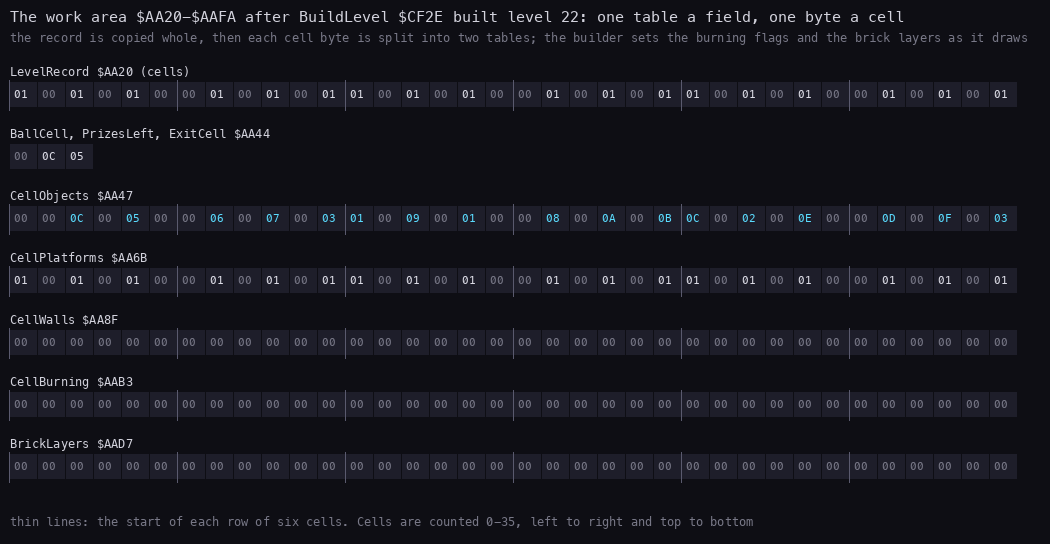 The work area $AA20—$AAFA after BuildLevel $CF2E built level 22: one table a field, one byte a cell
the record is copied whole, then each cell byte is split into two tables; the builder sets the burning flags and the brick layers as it draws
LevelRecord $AA20 (cells)
01 00 01 00 01 00 00 01 00 01 00 01 01 00 01 00 01 00 00 01 00 01 00 01 01 00 01 00 01 00 00 01 00 01 00 01
BallCell, PrizesLeft, ExitCell $AA44
00 0C 05
CellObjects $AA47
00 00 0C 00 05 00 00 06 00 07 00 03 01 00 09 00 01 00 00 08 00 0A 00 0B 0C 00 02 00 0E 00 00 0D 00 0F 00 03
CellPlatforms $AA6B
01 00 01 00 01 00 00 01 00 01 00 01 01 00 01 00 01 00 00 01 00 01 00 01 01 00 01 00 01 00 00 01 00 01 00 01
CellWalls $AA8F
00 00 00 00 00 00 00 00 00 00 00 00 00 00 00 00 00 00 00 00 00 00 00 00 00 00 00 00 00 00 00 00 00 00 00 00
CellBurning $AAB3
00 00 00 00 00 00 00 00 00 00 00 00 00 00 00 00 00 00 00 00 00 00 00 00 00 00 00 00 00 00 00 00 00 00 00 00
BrickLayers $AAD7
00 00 00 00 00 00 00 00 00 00 00 00 00 00 00 00 00 00 00 00 00 00 00 00 00 00 00 00 00 00 00 00 00 00 00 00
thin lines: the start of each row of six cells. Cells are counted 0–35, left to right and top to bottom